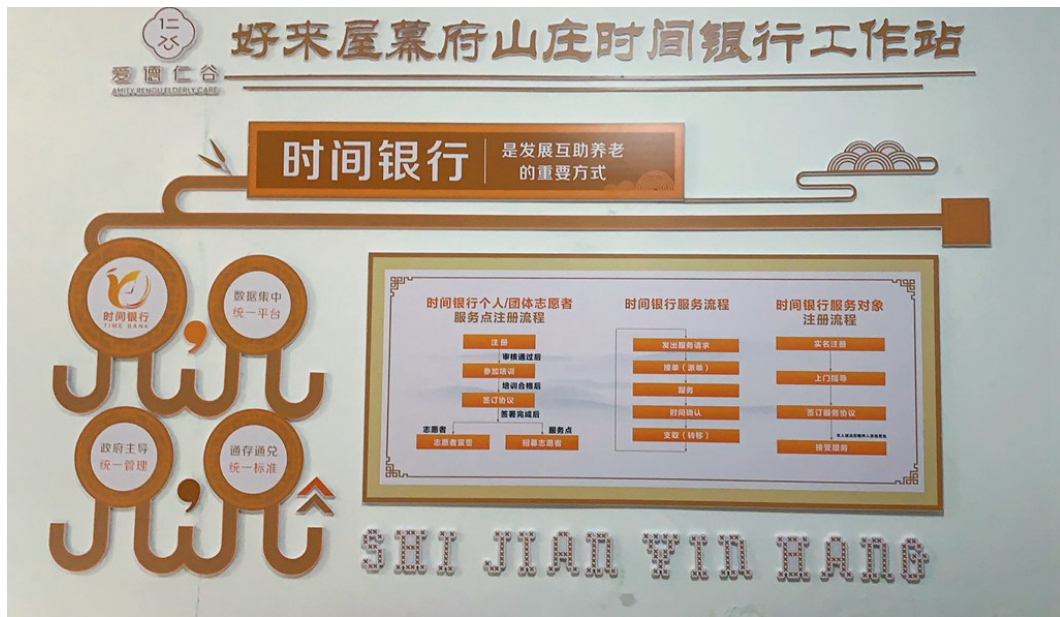 好来屋幕府山庄时间银行工作站
爱德仁谷
AMITY RENGU ELDERLY CARE
时间银行
是发展互助养老
的重要方式
时间银行
TIME BANK
数据集中
统一平台
政府主导
统一管理
通存通兑
统一标准
时间银行个人/团体志愿者
服务点注册流程
注册
审核通过后
参加培训
培训合格后
签订协议
签署完成后
志愿者
服务点
志愿者宣誓
招募志愿者
时间银行服务流程
发出服务请求
接单（派单）
服务
时间确认
支取（转移）
时间银行服务对象
注册流程
实名注册
上门指导
签订服务协议
接受服务
SHI JIAN YIN HANG